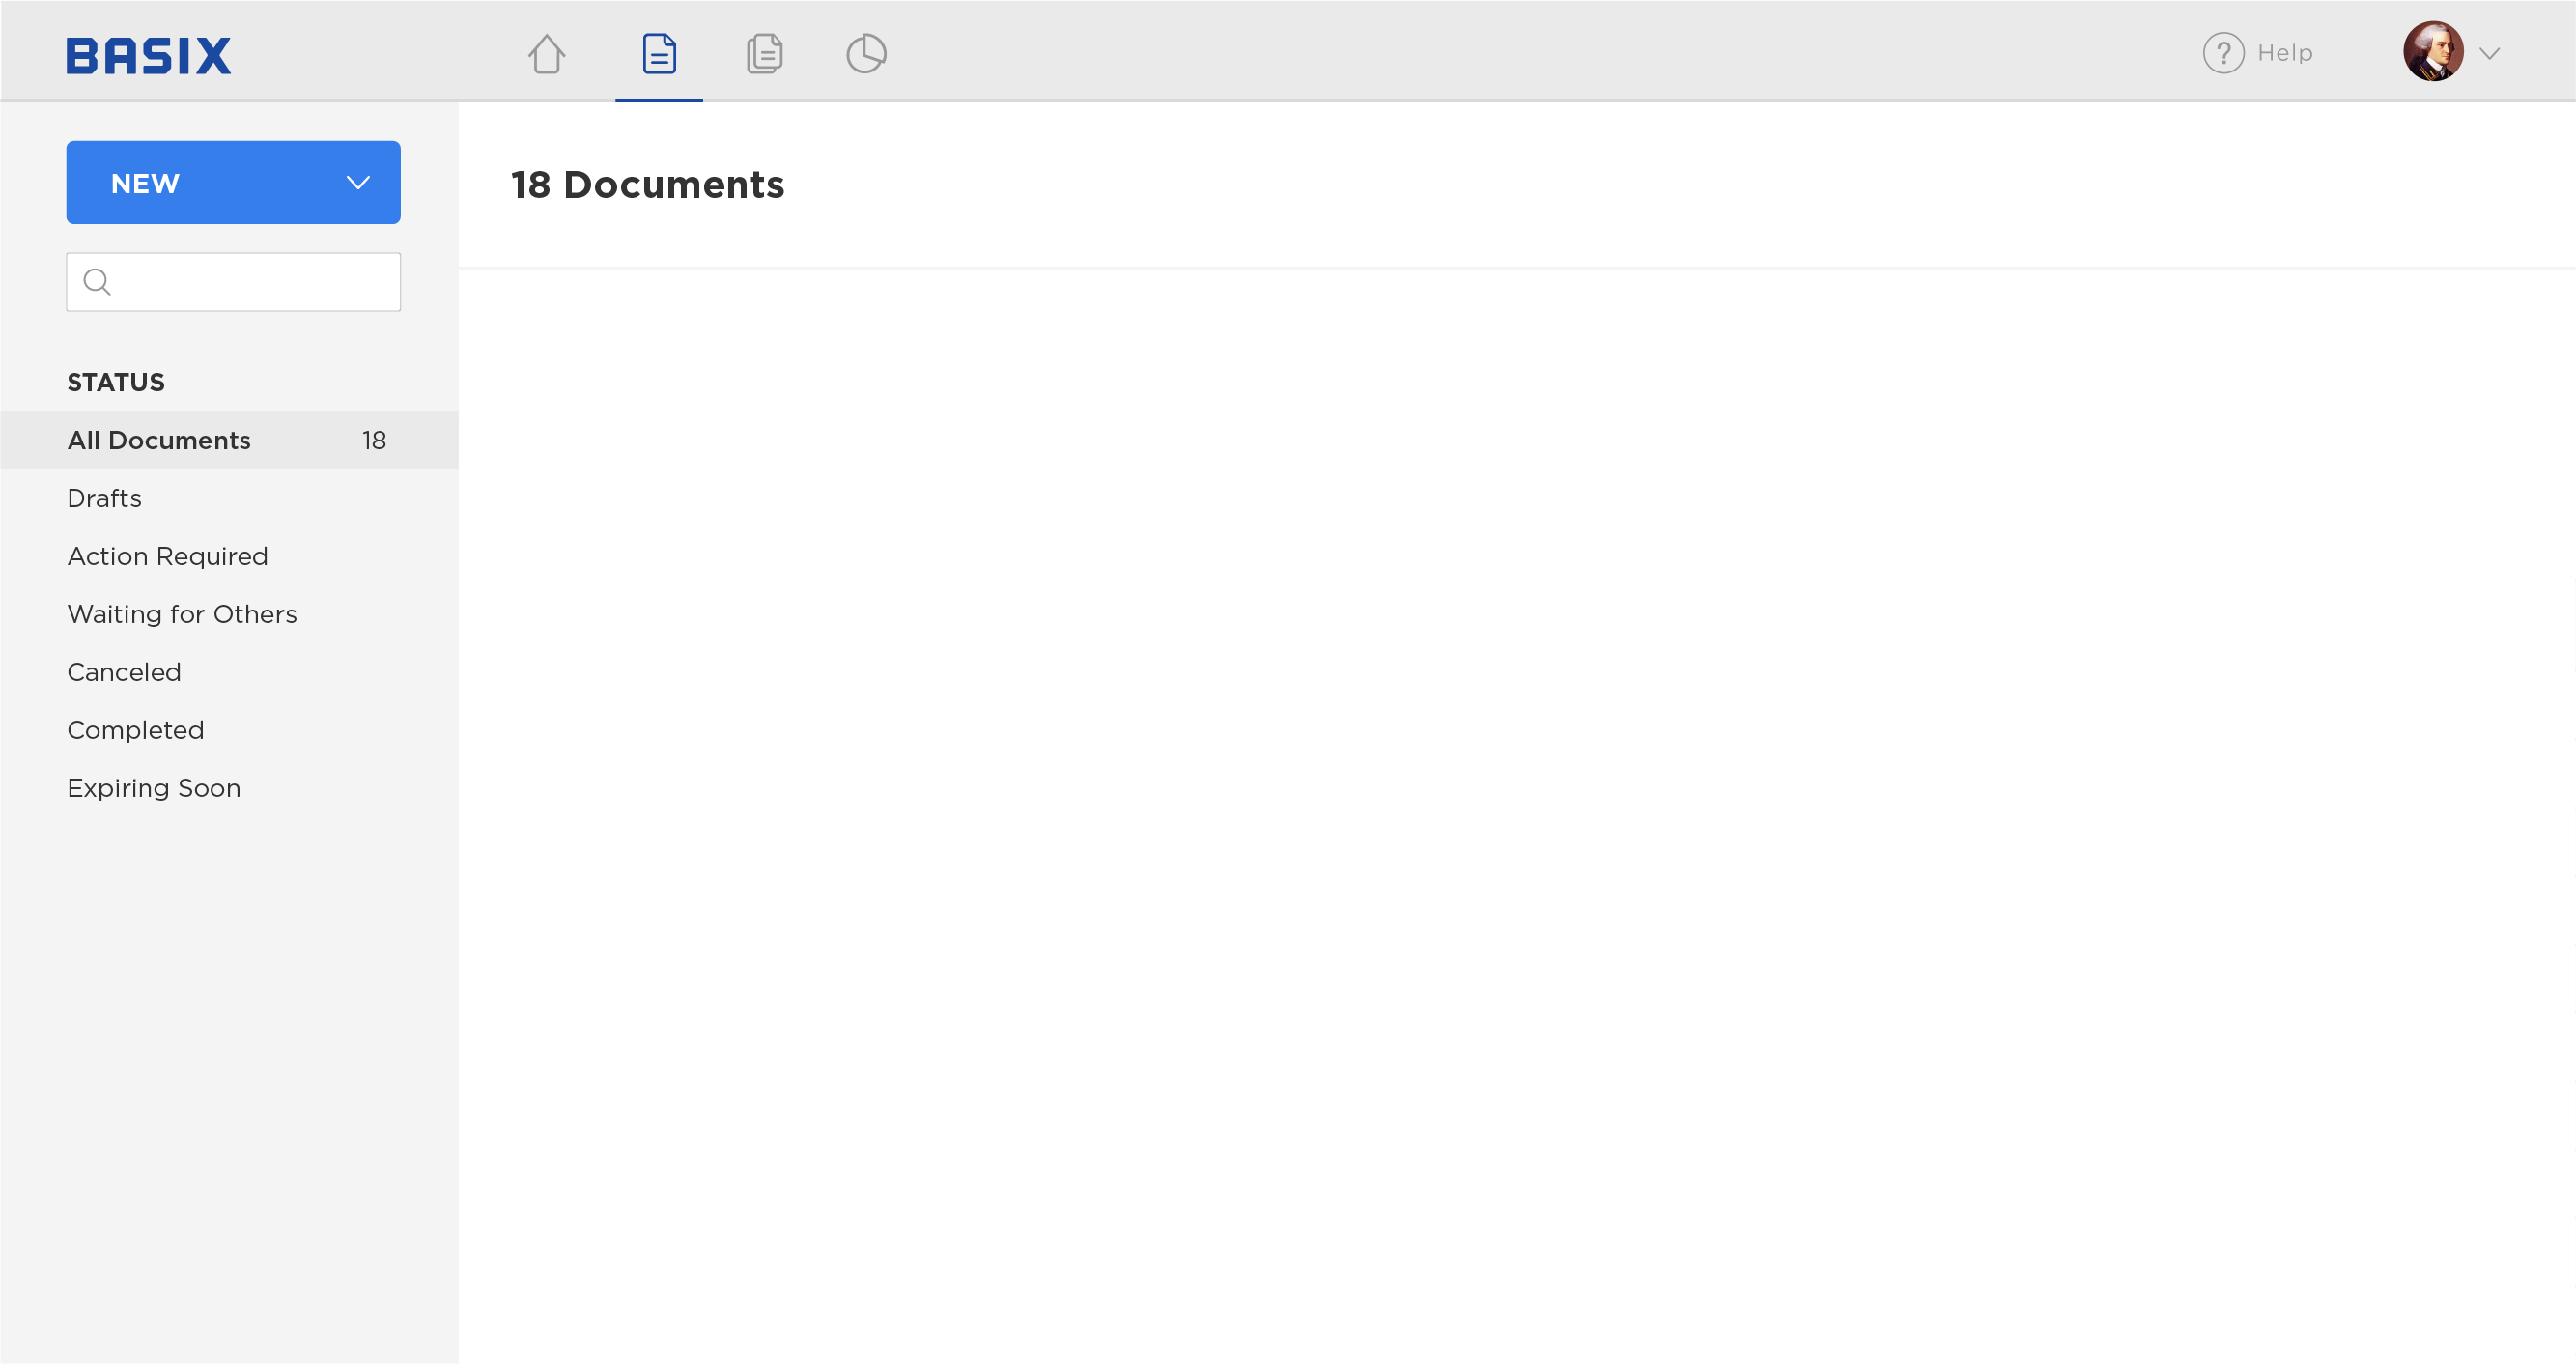 BASIX
? Help
NEW
18 Documents
STATUS
All Documents 18
Drafts
Action Required
Waiting for Others
Canceled
Completed
Expiring Soon